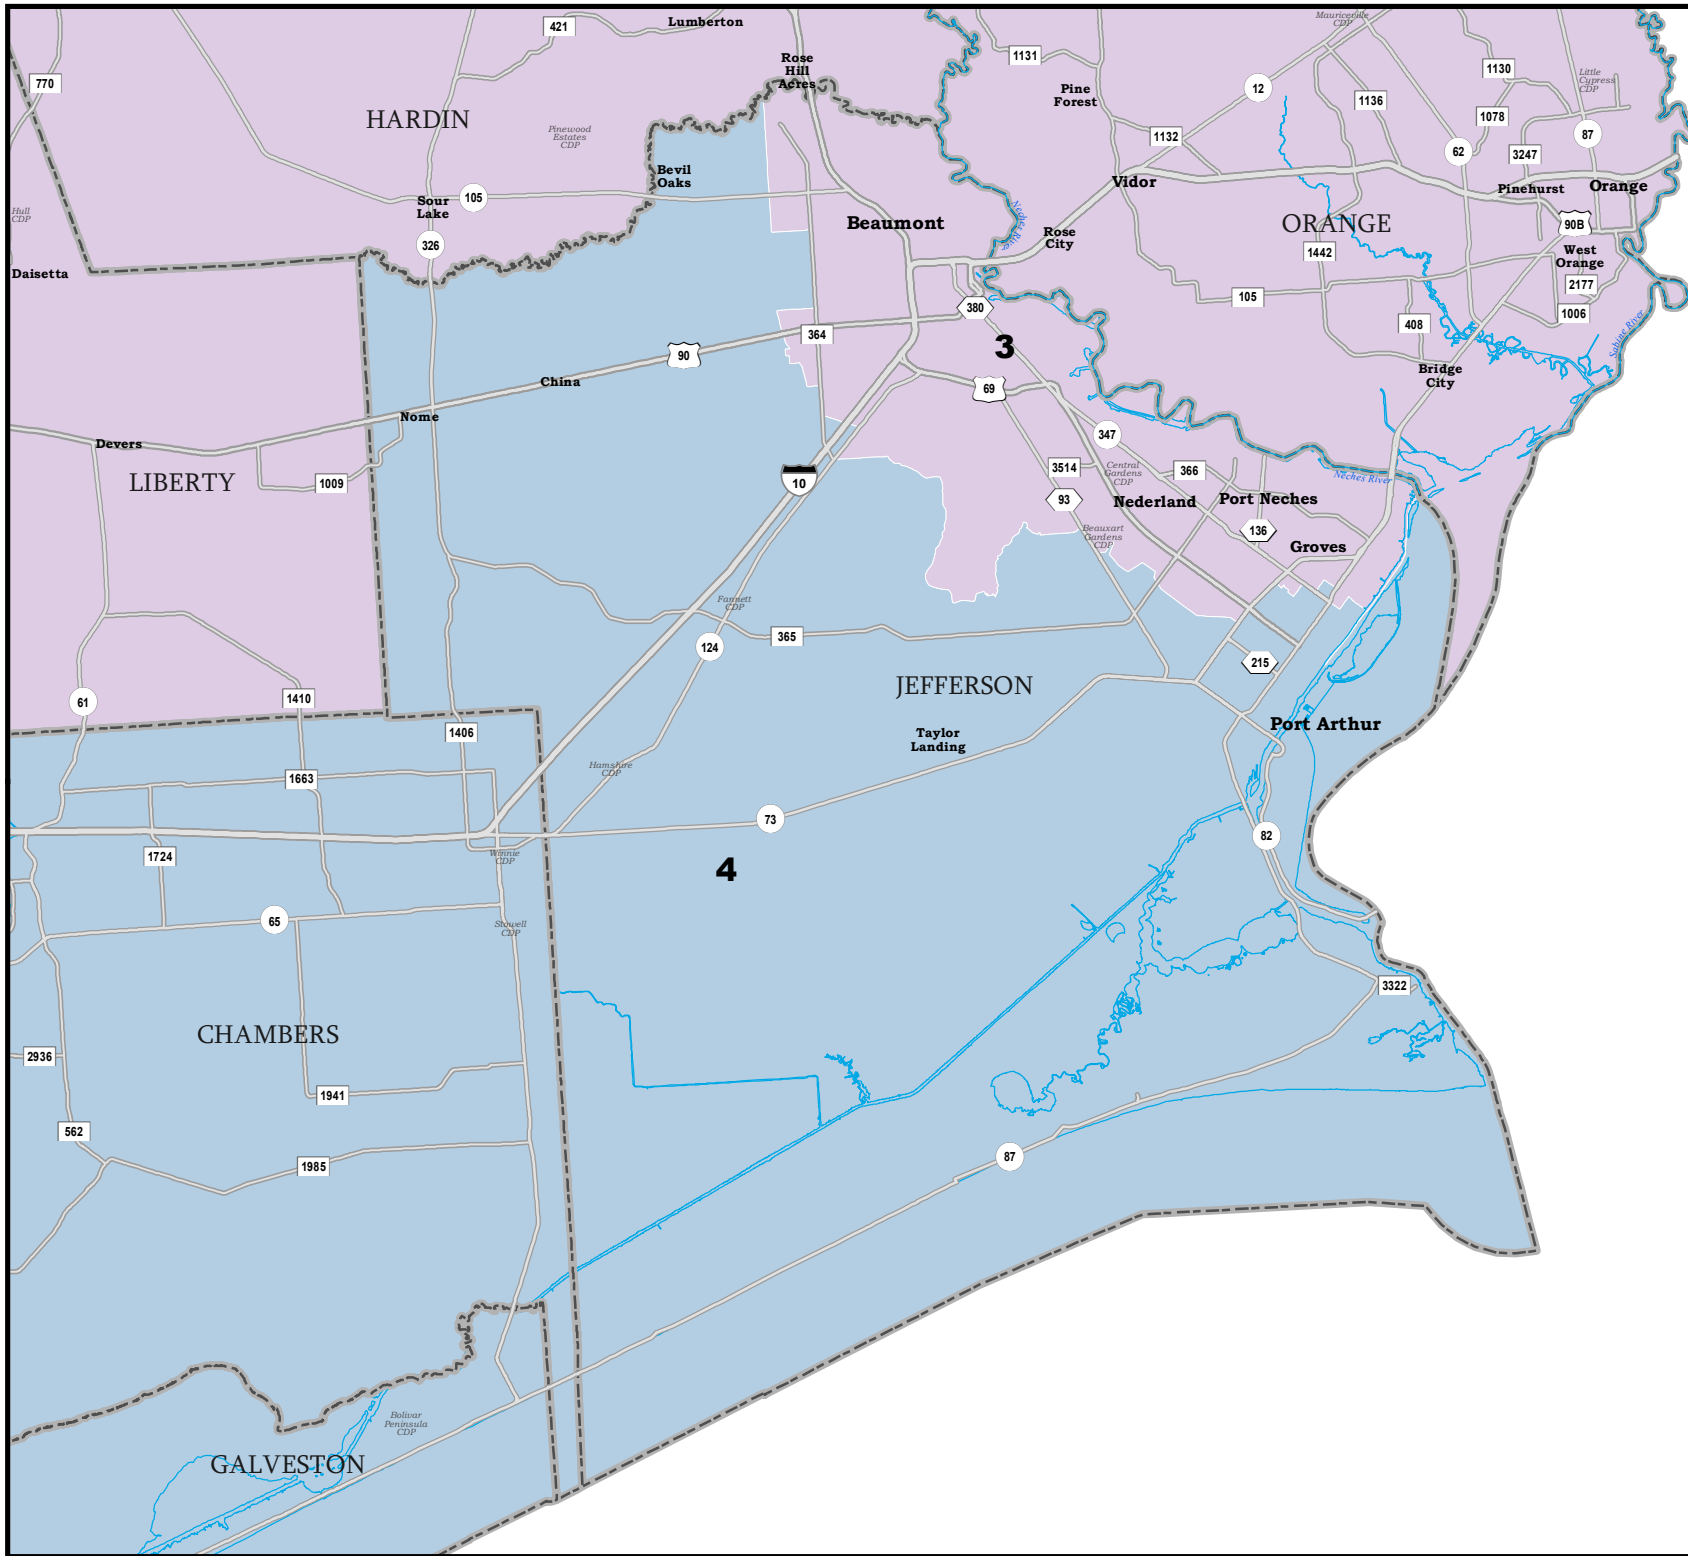 421
Lumberton
Mauriceville
CDP
770
Rose
Hill
Acres
1131
Pine
Forest
12
1130
Little
Cypress
CDP
1136
1078
87
HARDIN
Pinewood
Estates
CDP
1132
62
3247
Bevil
Oaks
Vidor
Pinehurst
Orange
Hull
CDP
Sour
Lake
105
Beaumont
Neches River
Rose
City
ORANGE
90B
326
1442
West
Orange
Daisetta
2177
105
380
1006
408
Sabine River
364
3
90
Bridge
City
China
69
Nome
Devers
347
LIBERTY
1009
10
3514
Central
Gardens
CDP
366
Neches River
93
Nederland
Port Neches
Beauxart
Gardens
CDP
136
Groves
Fannett
CDP
124
365
215
JEFFERSON
61
1410
1406
Taylor
Landing
Port Arthur
1663
Hamshire
CDP
73
82
1724
Winnie
CDP
4
65
Stowell
CDP
3322
CHAMBERS
2936
1941
562
1985
87
Bolivar
Peninsula
CDP
GALVESTON